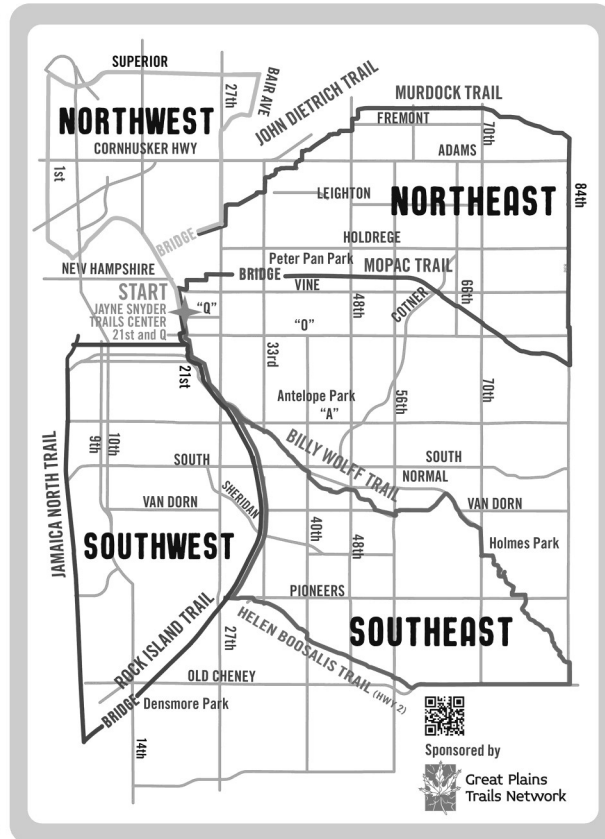 SUPERIOR
27th
BAIR AVE
JOHN DIETRICH TRAIL
MURDOCK TRAIL
NORTHWEST
FREMONT
70th
CORNHUSKER HWY
ADAMS
1st
84th
LEIGHTON
NORTHEAST
BRIDGE
HOLDREGE
Peter Pan Park
NEW HAMPSHIRE
BRIDGE
MOPAC TRAIL
START
VINE
66th
JAYNE SNYDER
TRAILS CENTER
21st and Q
"Q"
48th
COTNER
"O"
21st
33rd
Antelope Park
"A"
56th
70th
10th
9th
JAMAICA NORTH TRAIL
BILLY WOLFF TRAIL
SOUTH
SOUTH
NORMAL
SHERIDAN
VAN DORN
VAN DORN
40th
48th
SOUTHWEST
Holmes Park
PIONEERS
ROCK ISLAND TRAIL
27th
HELEN BOOSALIS TRAIL (HWY 2)
SOUTHEAST
OLD CHENEY
BRIDGE
Densmore Park
14th
Sponsored by
Great Plains
Trails Network